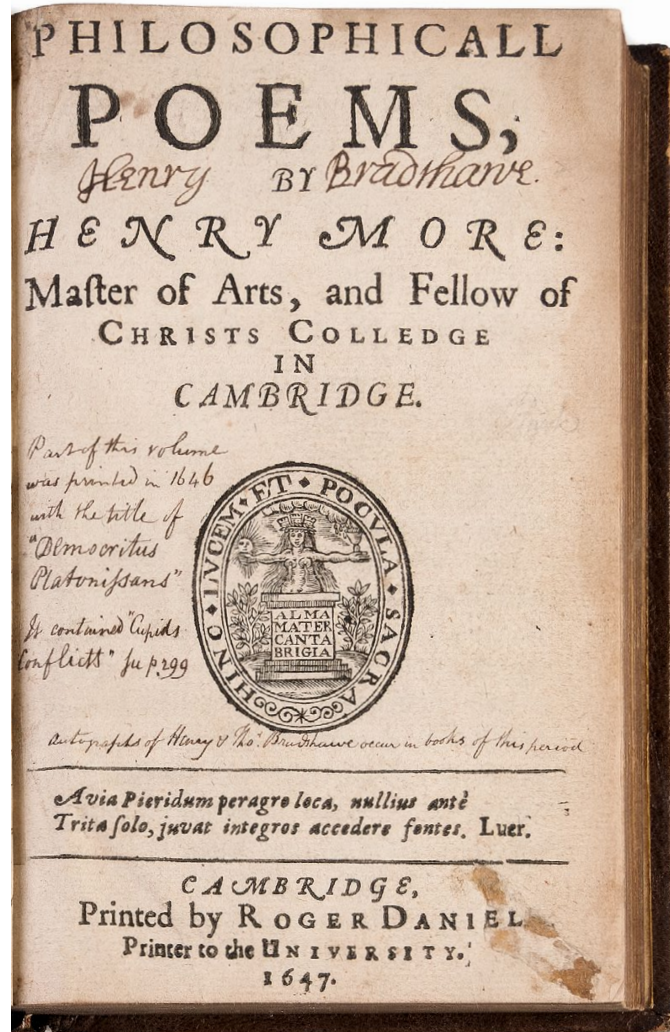 PHILOSOPHICALL
POEMS,
Henry BY Bradshawe.
HENRY MORE:
Maſter of Arts, and Fellow of
CHRISTS COLLEDGE
IN
CAMBRIDGE.
Part of this volume
was printed in 1646
with the title of
"Democritus
Platoniſsans"
It contained "Cupids
Conflicts" See p299
HINC • LVCEM • ET • POCVLA • SACRA
ALMA
MATER
CANTA
BRIGIA
Autographs of Henry & Tho: Bradshawe occur in books of this period
Avia Pieridum peragro loca, nullius antè
Trita ſolo, juvat integros accedere fontes. Lucr.
CAMBRIDGE,
Printed by ROGER DANIEL
Printer to the UNIVERSITY.
1647.